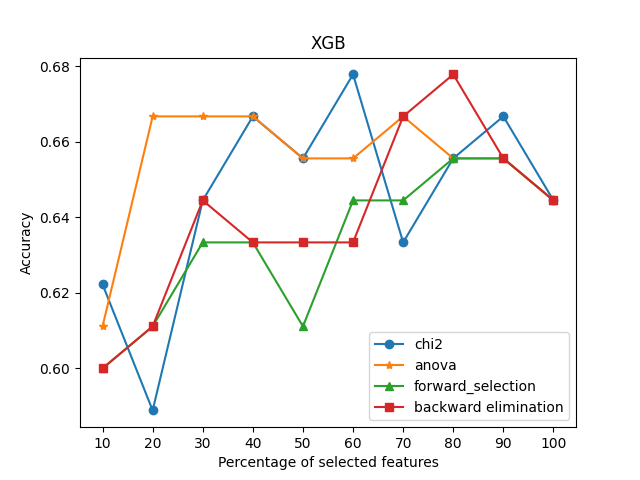 XGB
Accuracy
0.68
0.66
0.64
0.62
0.60
chi2
anova
forward_selection
backward elimination
10 20 30 40 50 60 70 80 90 100
Percentage of selected features